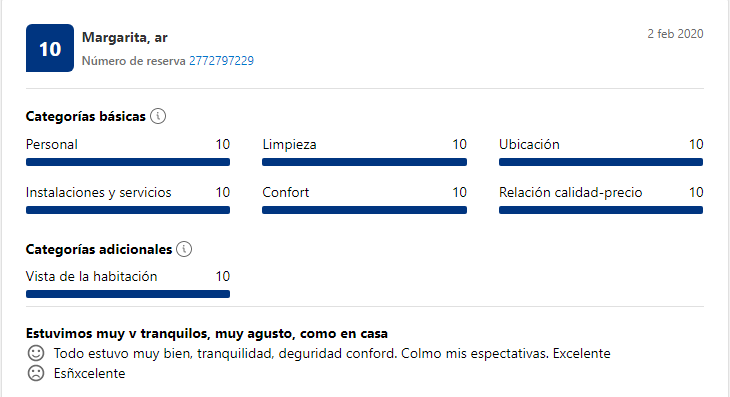 10
Margarita, ar
2 feb 2020
Número de reserva 2772797229
Categorías básicas
Personal 10
Limpieza 10
Ubicación 10
Instalaciones y servicios 10
Confort 10
Relación calidad-precio 10
Categorías adicionales
Vista de la habitación 10
Estuvimos muy v tranquilos, muy agusto, como en casa
Todo estuvo muy bien, tranquilidad, deguridad conford. Colmo mis espectativas. Excelente
Esñxcelente